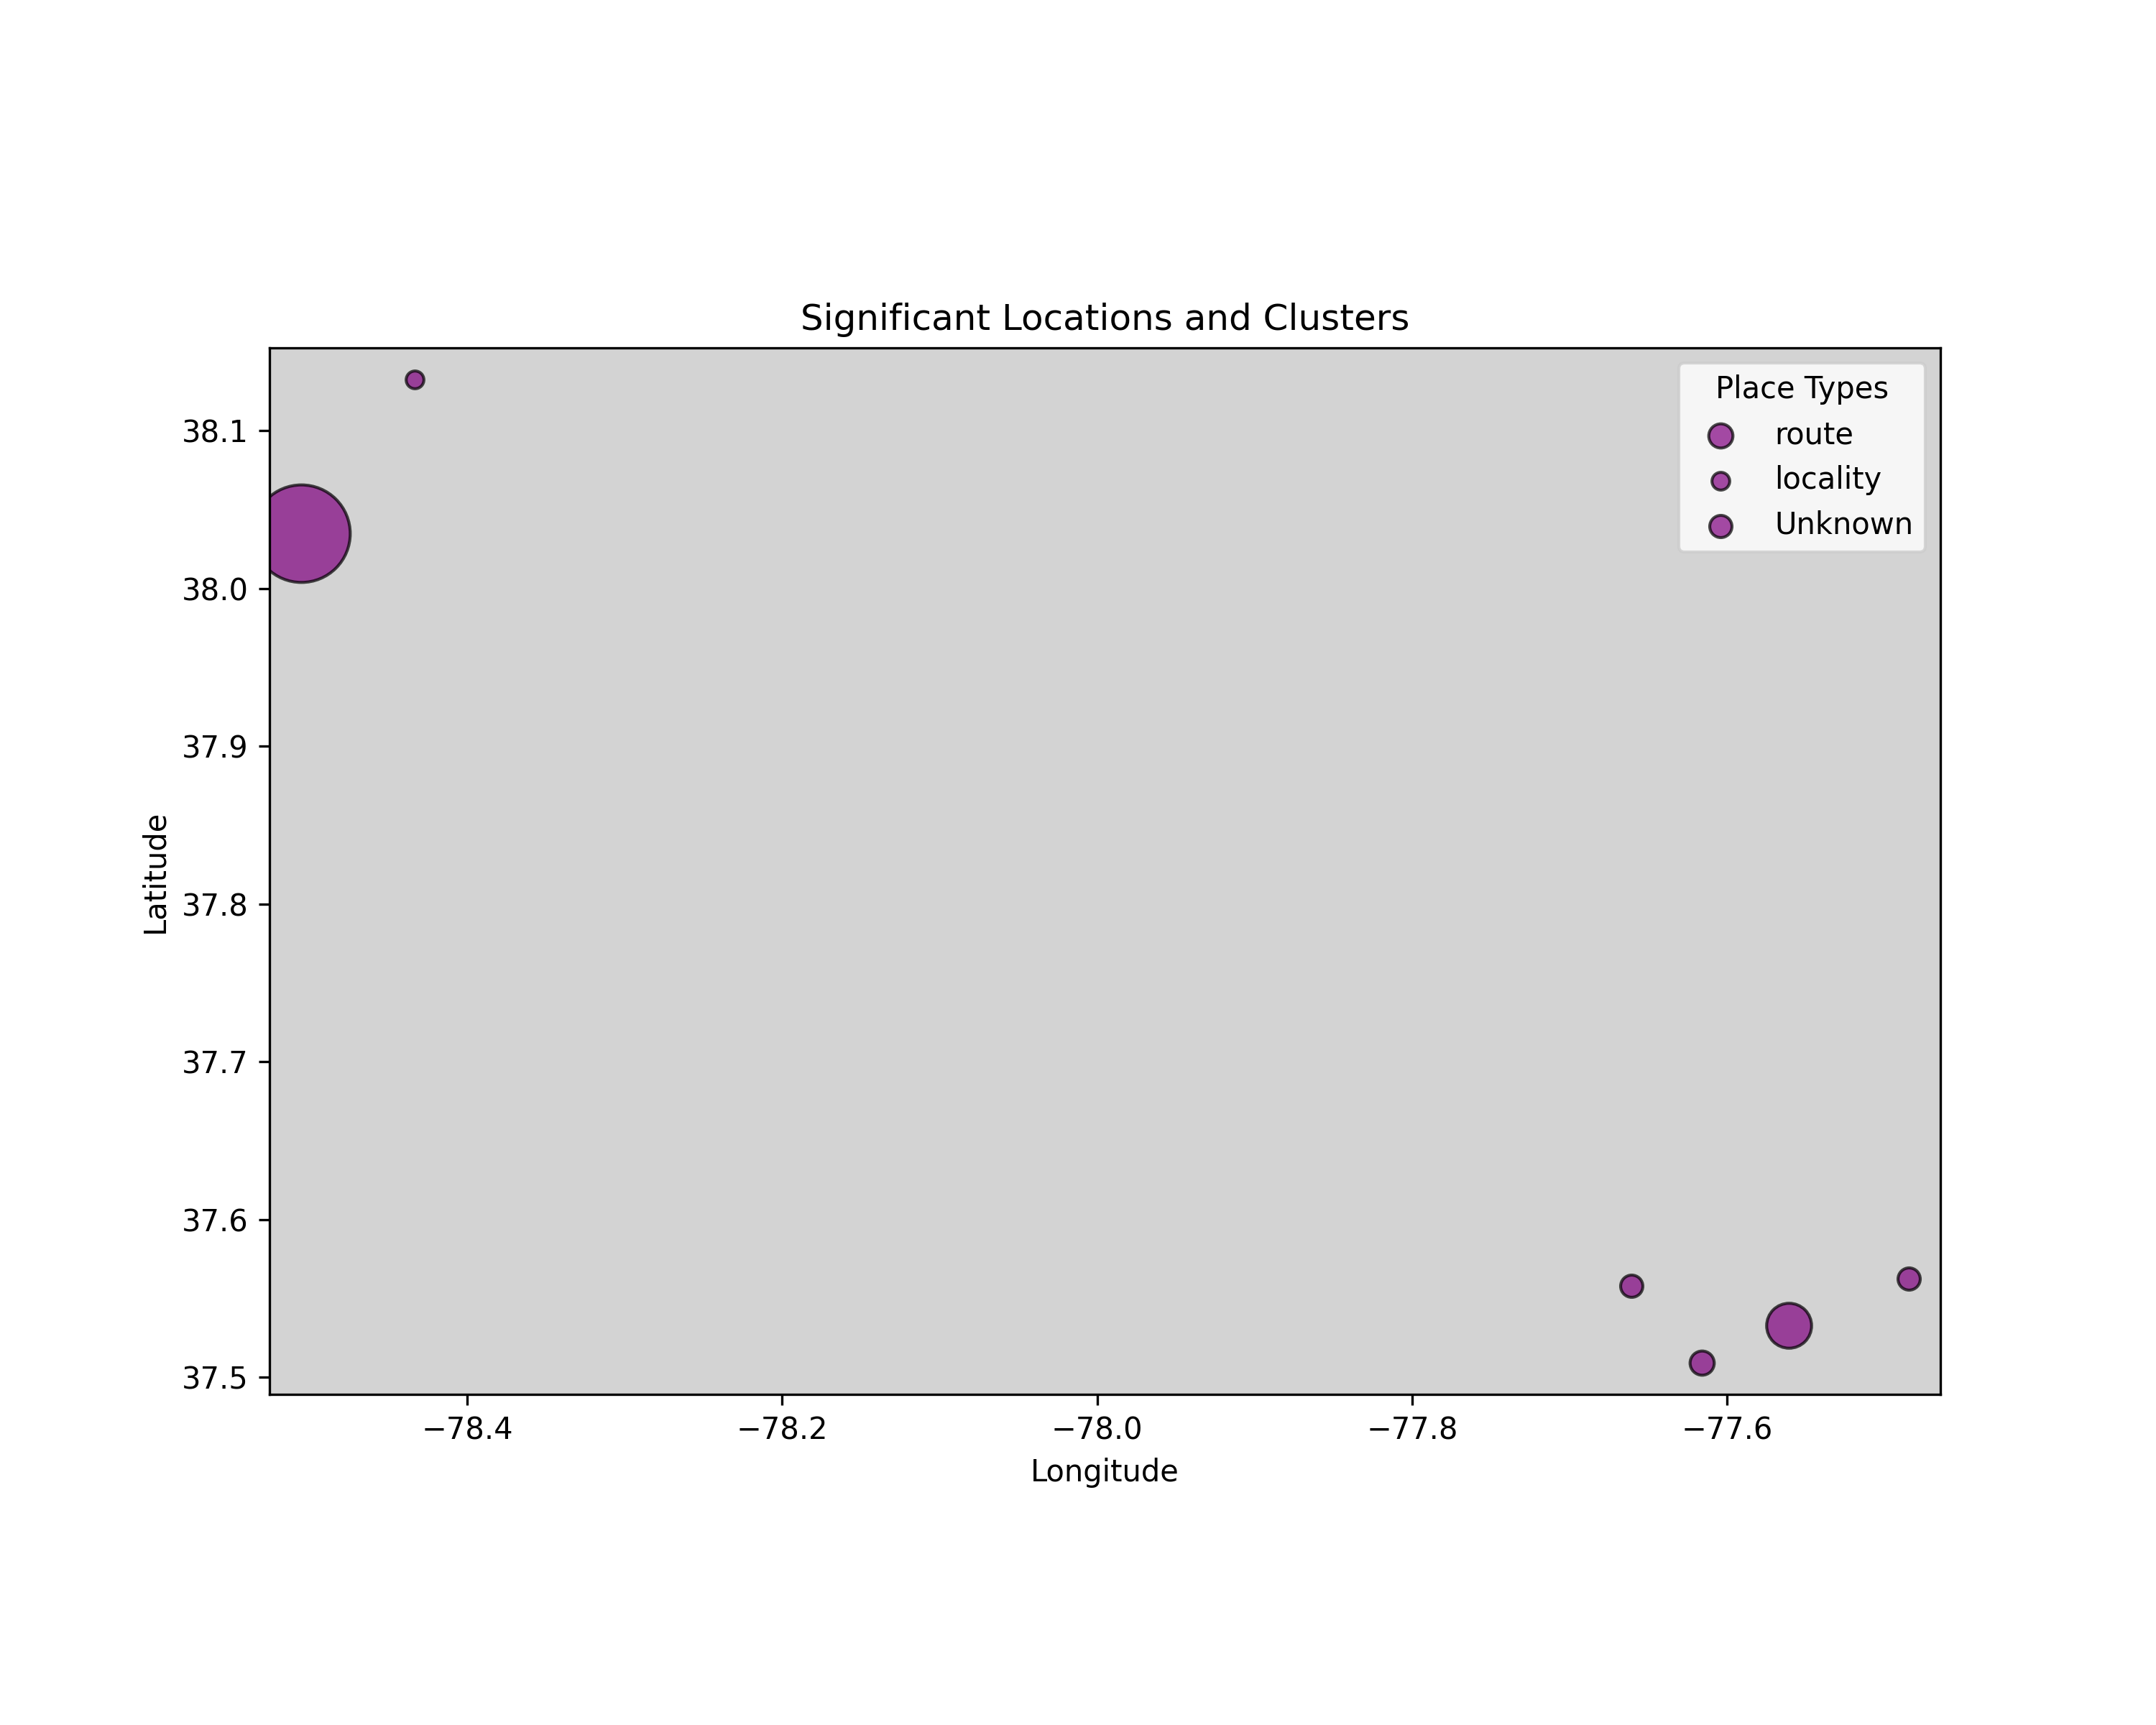 Significant Locations and Clusters
Place Types
route
locality
Unknown
38.1
38.0
37.9
37.8
37.7
37.6
37.5
Latitude
−78.4 −78.2 −78.0 −77.8 −77.6
Longitude